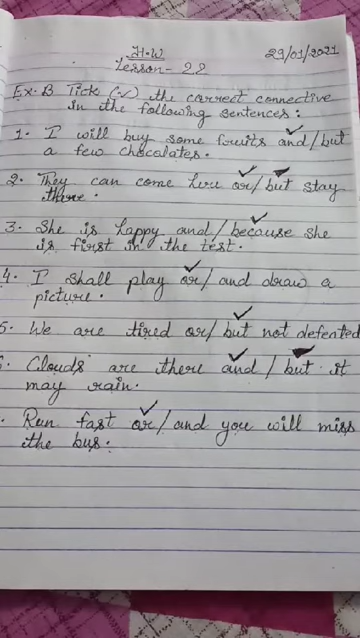 H.W
29/01/2021
Lesson - 22
Ex. B Tick (✓) the correct connective
in the following sentences :
1. I will buy some fruits and/but
a few chocolates.
2. They can come here or/but stay
there.
3. She is happy and/because she
is first in the test.
4. I shall play or/and draw a
picture.
5. We are tired or/but not defeated
Clouds are there and/but it
may rain.
Run fast or/and you will miss
the bus.